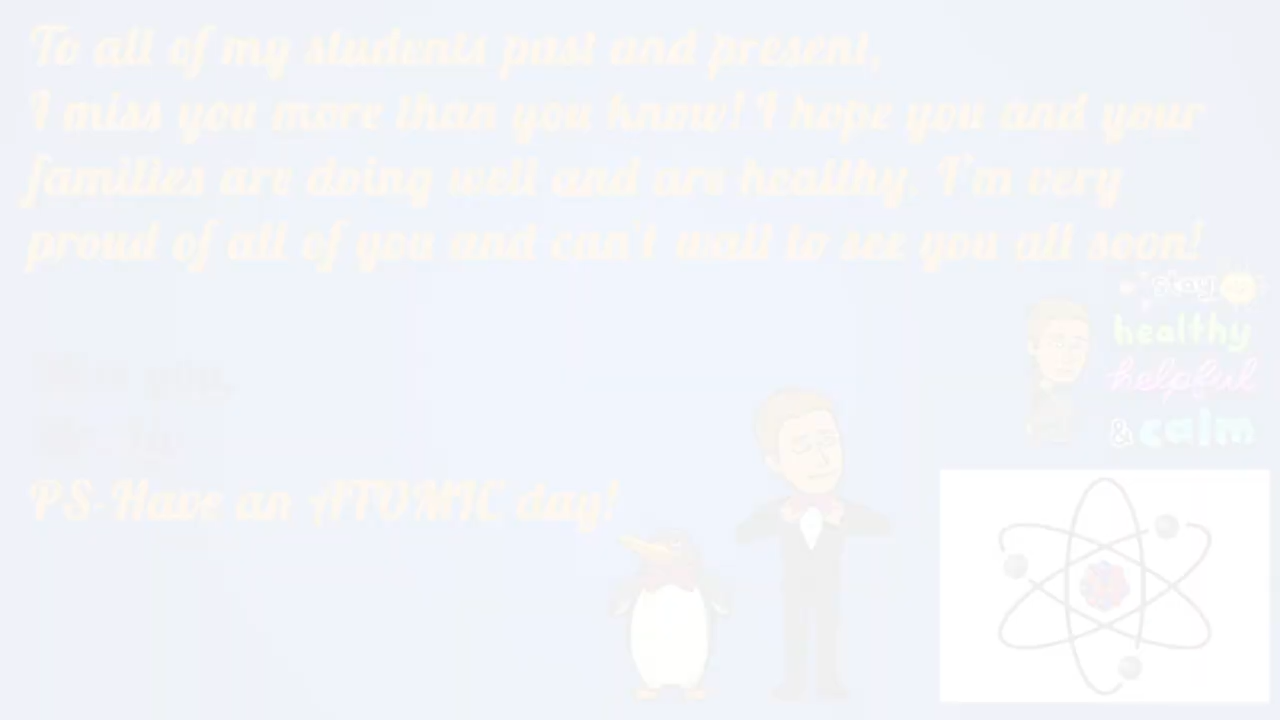 To all of my students past and present,
I miss you more than you know! I hope you and your
families are doing well and are healthy. I'm very
proud of all of you and can't wait to see you all soon!
stay
healthy
helpful
& calm
you,
PS-Have an ATOMIC day!